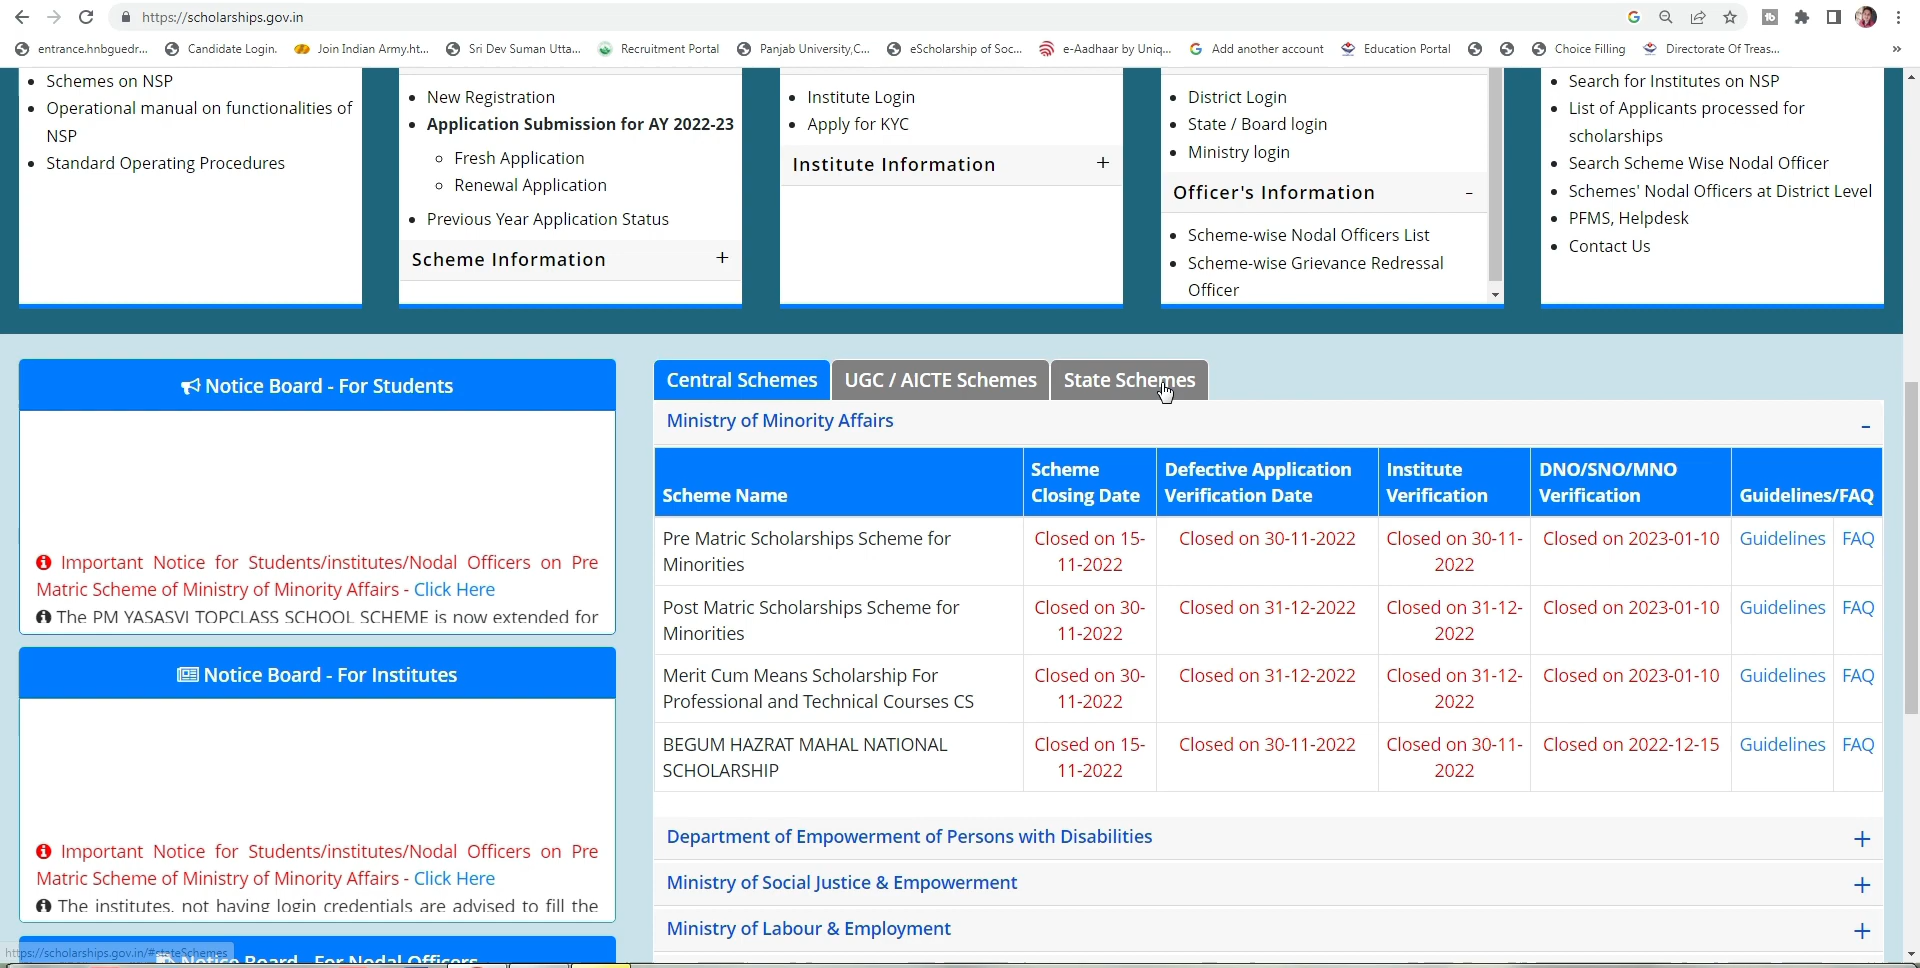 https://scholarships.gov.in
entrance.hnbguedr... Candidate Login. Join Indian Army.ht... Sri Dev Suman Utta... Recruitment Portal Panjab University,C... eScholarship of Soc... e-Aadhaar by Uniq... Add another account Education Portal Choice Filling Directorate Of Treas... »
Schemes on NSP
Operational manual on functionalities of
NSP
Standard Operating Procedures
New Registration
Application Submission for AY 2022-23
Fresh Application
Renewal Application
Previous Year Application Status
Scheme Information +
Institute Login
Apply for KYC
Institute Information +
District Login
State / Board login
Ministry login
Officer's Information -
Scheme-wise Nodal Officers List
Scheme-wise Grievance Redressal
Officer
Search for Institutes on NSP
List of Applicants processed for
scholarships
Search Scheme Wise Nodal Officer
Schemes' Nodal Officers at District Level
PFMS, Helpdesk
Contact Us
Notice Board - For Students
Important Notice for Students/institutes/Nodal Officers on Pre
Matric Scheme of Ministry of Minority Affairs - Click Here
The PM YASASVI TOPCLASS SCHOOL SCHEME is now extended for
Notice Board - For Institutes
Important Notice for Students/institutes/Nodal Officers on Pre
Matric Scheme of Ministry of Minority Affairs - Click Here
The institutes, not having login credentials are advised to fill the
Notice Board - For Nodal Officers
https://scholarships.gov.in/#stateSchemes
Central Schemes UGC / AICTE Schemes State Schemes
Ministry of Minority Affairs -
Scheme Name Scheme Closing Date Defective Application Verification Date Institute Verification DNO/SNO/MNO Verification Guidelines/FAQ
Pre Matric Scholarships Scheme for Minorities Closed on 15-11-2022 Closed on 30-11-2022 Closed on 30-11-2022 Closed on 2023-01-10 Guidelines FAQ
Post Matric Scholarships Scheme for Minorities Closed on 30-11-2022 Closed on 31-12-2022 Closed on 31-12-2022 Closed on 2023-01-10 Guidelines FAQ
Merit Cum Means Scholarship For Professional and Technical Courses CS Closed on 30-11-2022 Closed on 31-12-2022 Closed on 31-12-2022 Closed on 2023-01-10 Guidelines FAQ
BEGUM HAZRAT MAHAL NATIONAL SCHOLARSHIP Closed on 15-11-2022 Closed on 30-11-2022 Closed on 30-11-2022 Closed on 2022-12-15 Guidelines FAQ
Department of Empowerment of Persons with Disabilities +
Ministry of Social Justice & Empowerment +
Ministry of Labour & Employment +